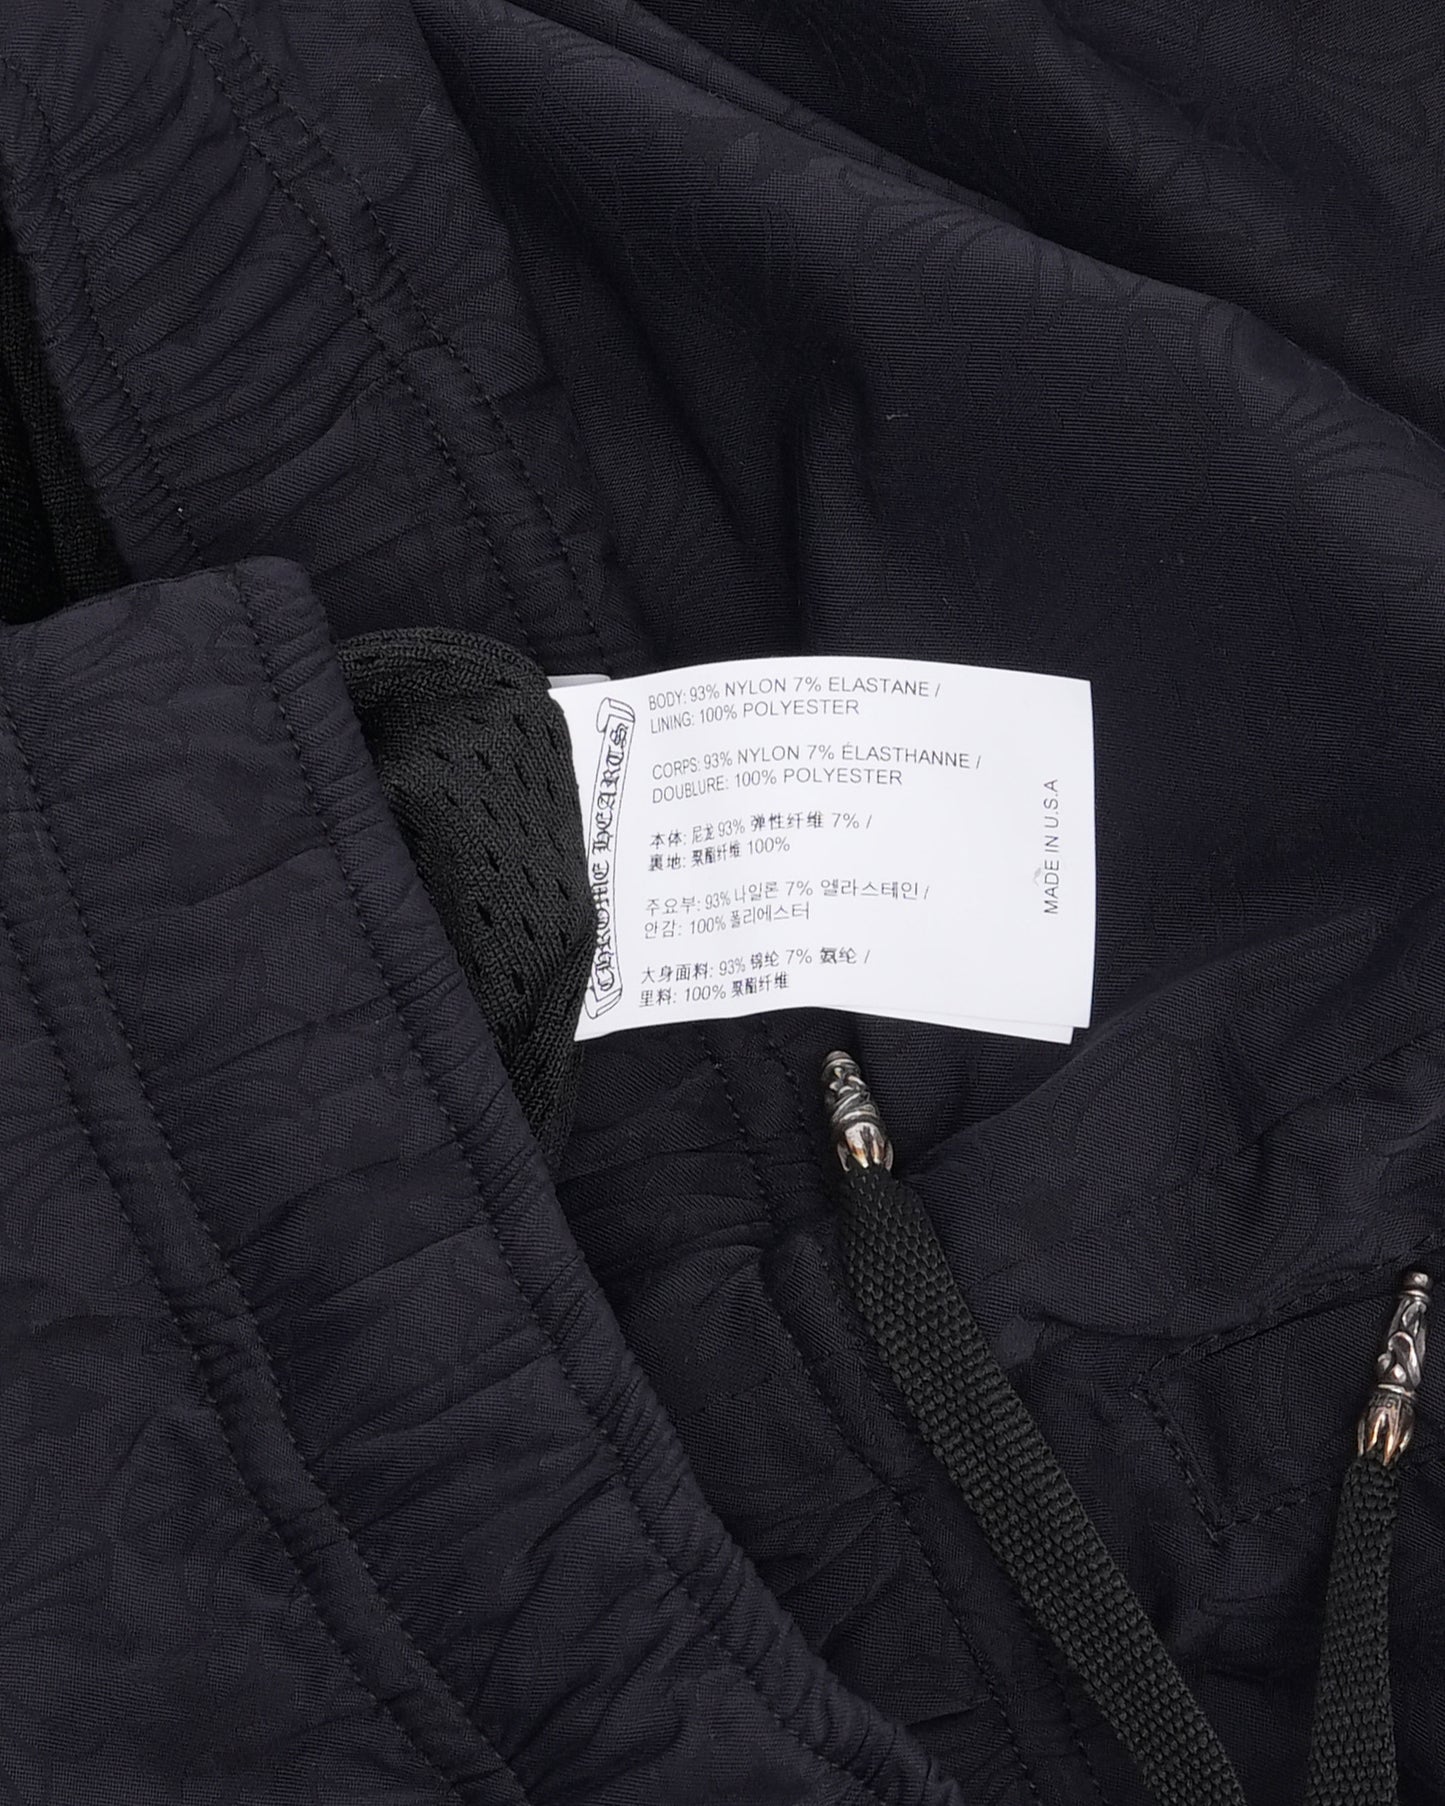 CHROME HEARTS
BODY: 93% NYLON 7% ELASTANE /
LINING: 100% POLYESTER
CORPS: 93% NYLON 7% ÉLASTHANNE /
DOUBLURE: 100% POLYESTER
本体: 尼龙 93% 弹性纤维 7% /
裏地: 聚酯纤维 100%
주요부: 93% 나일론 7% 엘라스테인 /
안감: 100% 폴리에스터
大身面料: 93% 锦纶 7% 氨纶 /
里料: 100% 聚酯纤维
MADE IN U.S.A